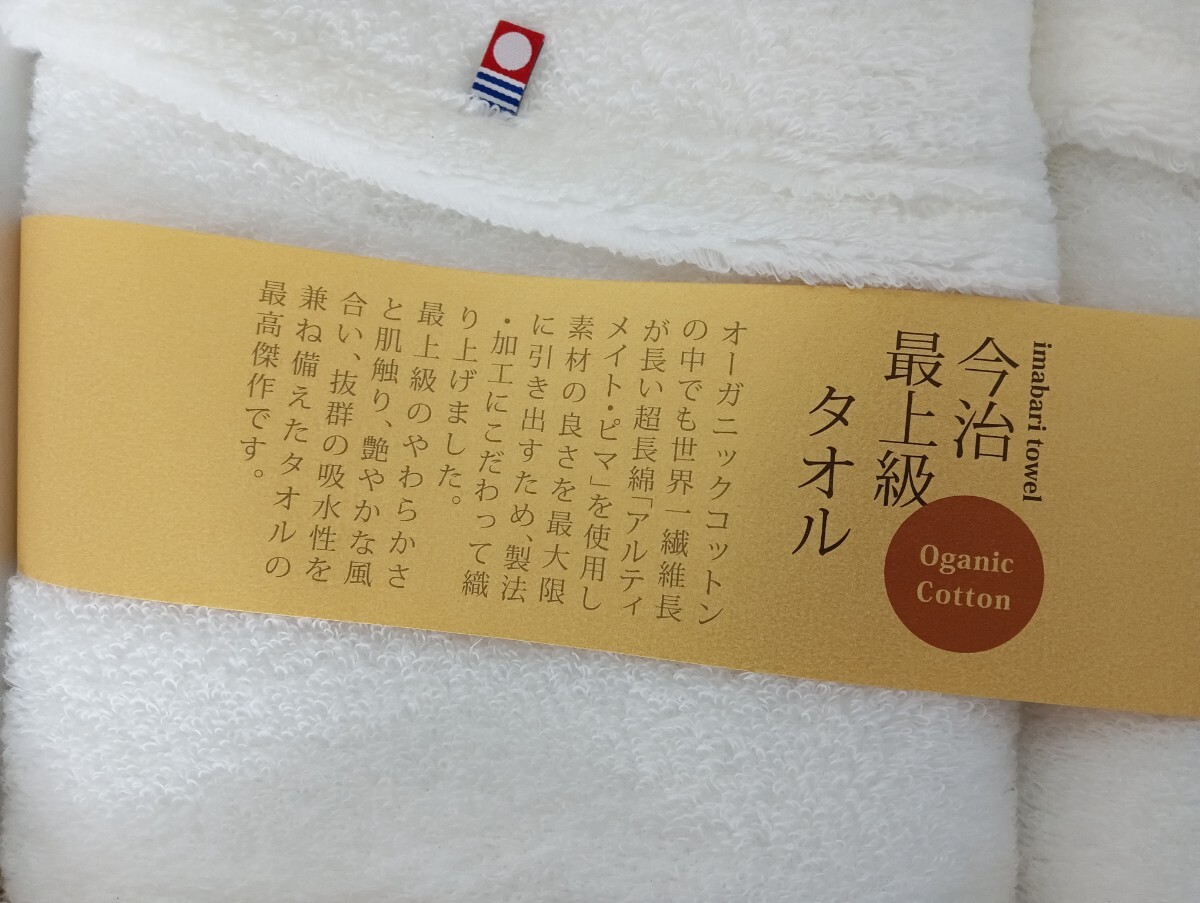 imabari towel
今治
最上級
タオル
Oganic
Cotton
オーガニックコットン
の中でも世界一繊維長
が長い超長綿「アルティ
メイト・ピマ」を使用し
素材の良さを最大限
に引き出すため、製法
・加工にこだわって織
り上げました。
最上級のやわらかさ
と肌触り、艶やかな風
合い、抜群の吸水性を
兼ね備えたタオルの
最高傑作です。